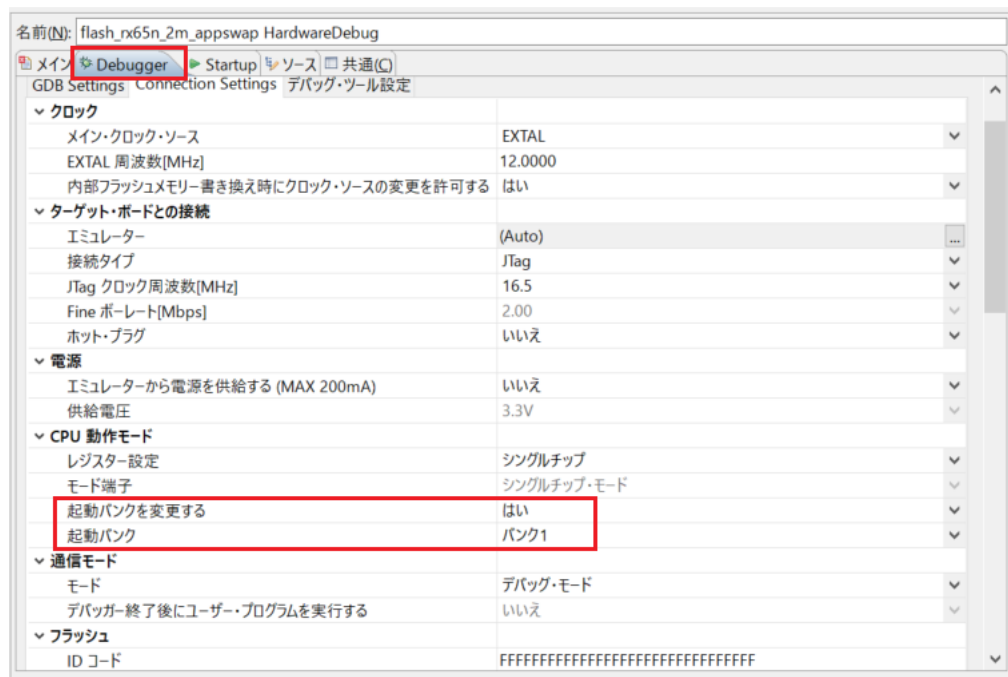 名前(N): flash_rx65n_2m_appswap HardwareDebug
メイン Debugger Startup ソース 共通(C)
GDB Settings Connection Settings デバッグ・ツール設定
クロック
メイン・クロック・ソース EXTAL
EXTAL 周波数[MHz] 12.0000
内部フラッシュメモリー書き換え時にクロック・ソースの変更を許可する はい
ターゲット・ボードとの接続
エミュレーター (Auto) ...
接続タイプ JTag
JTag クロック周波数[MHz] 16.5
Fine ボーレート[Mbps] 2.00
ホット・プラグ いいえ
電源
エミュレーターから電源を供給する (MAX 200mA) いいえ
供給電圧 3.3V
CPU 動作モード
レジスター設定 シングルチップ
モード端子 シングルチップ・モード
起動バンクを変更する はい
起動バンク バンク1
通信モード
モード デバッグ・モード
デバッガー終了後にユーザー・プログラムを実行する いいえ
フラッシュ
ID コード FFFFFFFFFFFFFFFFFFFFFFFFFFFFFFFF